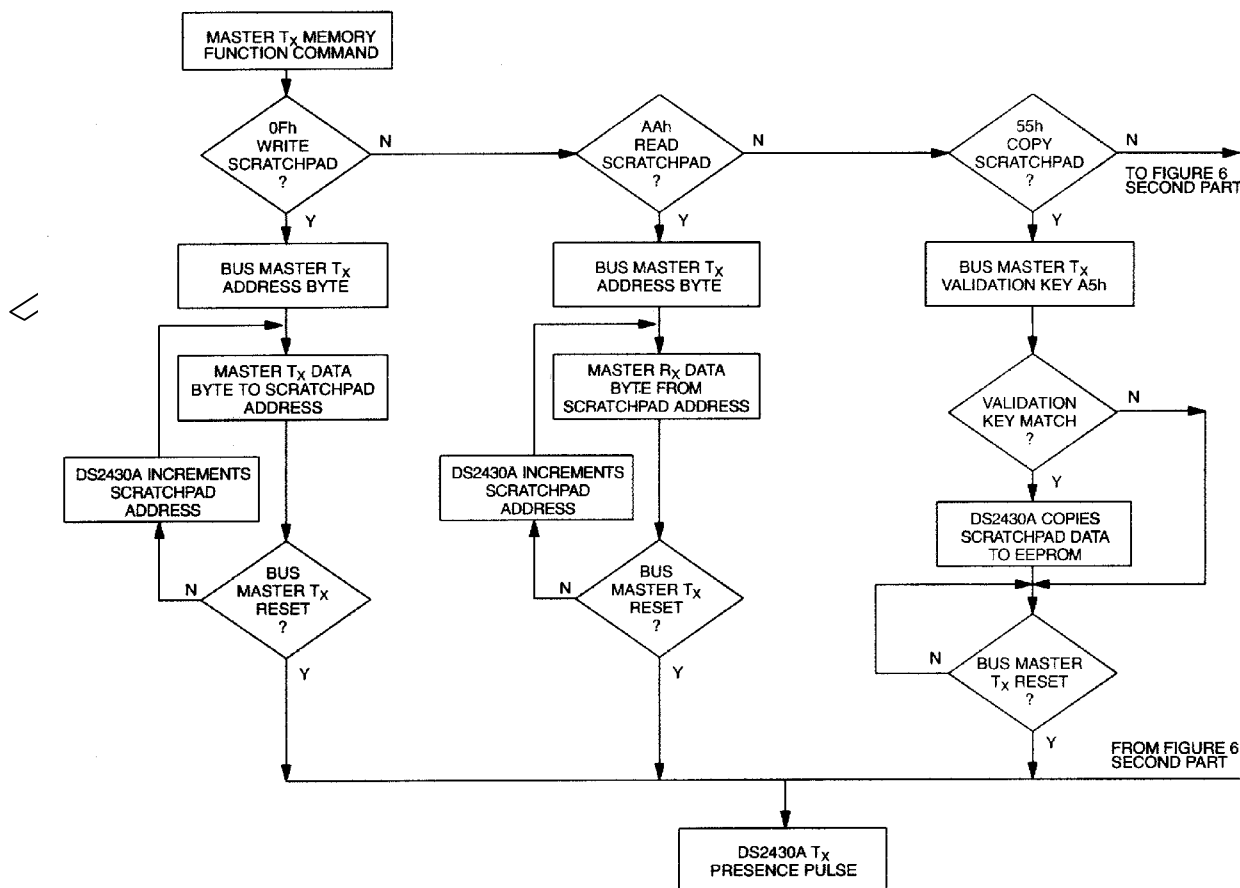 MASTER TX MEMORY
FUNCTION COMMAND
0Fh
WRITE
SCRATCHPAD
?
N
Y
AAh
READ
SCRATCHPAD
?
N
Y
55h
COPY
SCRATCHPAD
?
N
Y
TO FIGURE 6
SECOND PART
BUS MASTER TX
ADDRESS BYTE
BUS MASTER TX
ADDRESS BYTE
BUS MASTER TX
VALIDATION KEY A5h
MASTER TX DATA
BYTE TO SCRATCHPAD
ADDRESS
MASTER RX DATA
BYTE FROM
SCRATCHPAD ADDRESS
VALIDATION
KEY MATCH
?
N
Y
DS2430A INCREMENTS
SCRATCHPAD
ADDRESS
DS2430A INCREMENTS
SCRATCHPAD
ADDRESS
DS2430A COPIES
SCRATCHPAD DATA
TO EEPROM
BUS
MASTER TX
RESET
?
N
Y
BUS
MASTER TX
RESET
?
N
Y
BUS MASTER
TX RESET
?
N
Y
FROM FIGURE 6
SECOND PART
DS2430A TX
PRESENCE PULSE